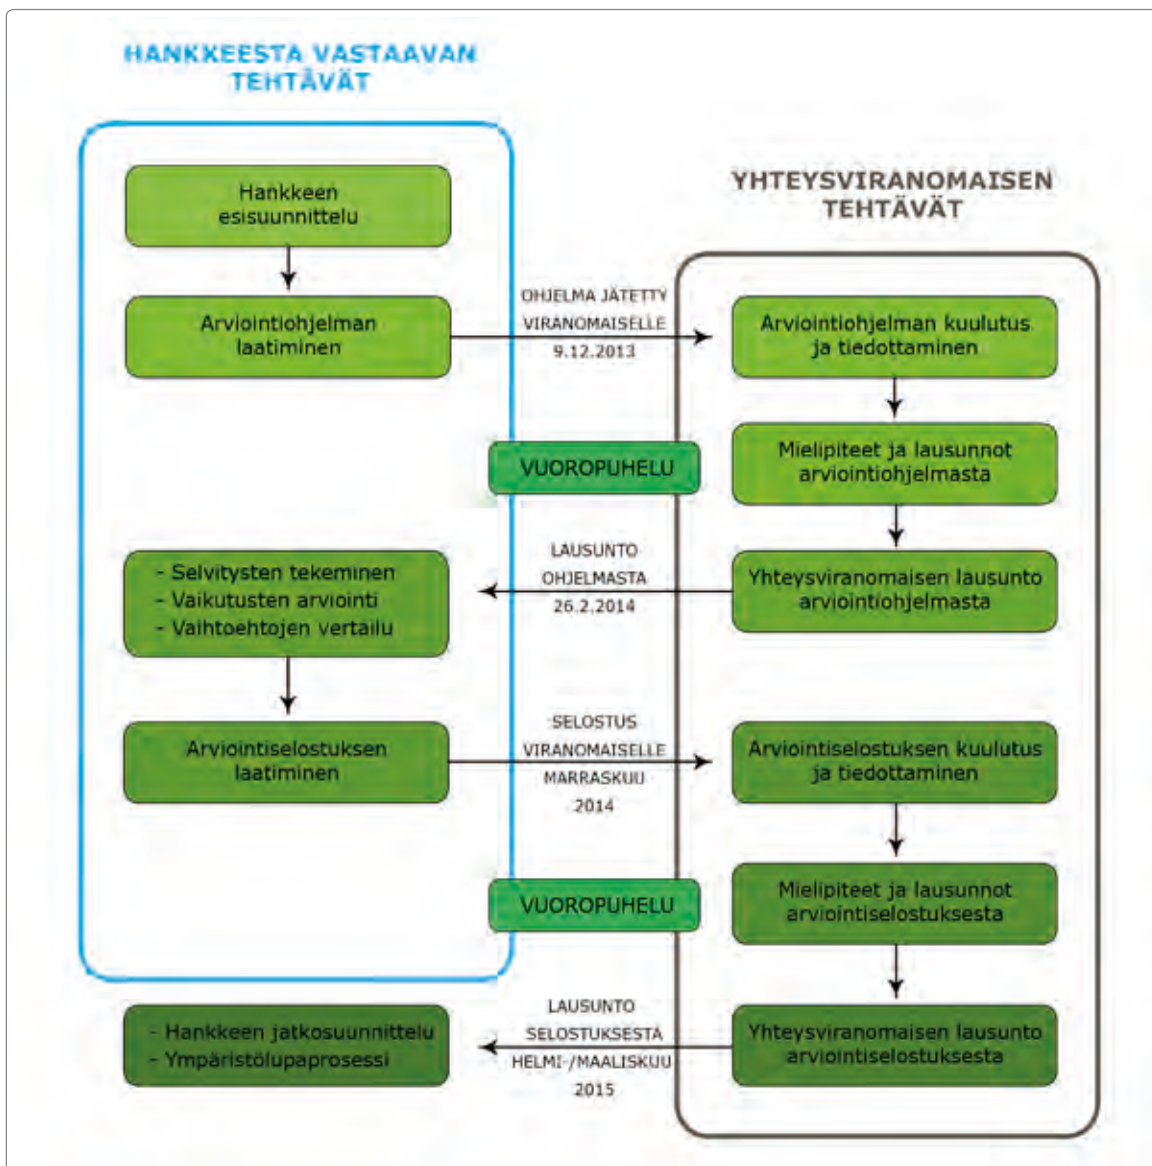 HANKKEESTA VASTAAVAN
TEHTÄVÄT
Hankkeen
esisuunnittelu
Arviointiohjelman
laatiminen
OHJELMA JÄTETTY
VIRANOMAISELLE
9.12.2013
YHTEYSVIRANOMAISEN
TEHTÄVÄT
Arviointiohjelman kuulutus
ja tiedottaminen
Mielipiteet ja lausunnot
arviointiohjelmasta
VUOROPUHELU
Yhteysviranomaisen lausunto
arviointiohjelmasta
LAUSUNTO
OHJELMASTA
26.2.2014
- Selvitysten tekeminen
- Vaikutusten arviointi
- Vaihtoehtojen vertailu
Arviointiselostuksen
laatiminen
SELOSTUS
VIRANOMAISELLE
MARRASKUU
2014
Arviointiselostuksen kuulutus
ja tiedottaminen
Mielipiteet ja lausunnot
arviointiselostuksesta
VUOROPUHELU
Yhteysviranomaisen lausunto
arviointiselostuksesta
LAUSUNTO
SELOSTUKSESTA
HELMI-/MAALISKUU
2015
- Hankkeen jatkosuunnittelu
- Ympäristölupaprosessi